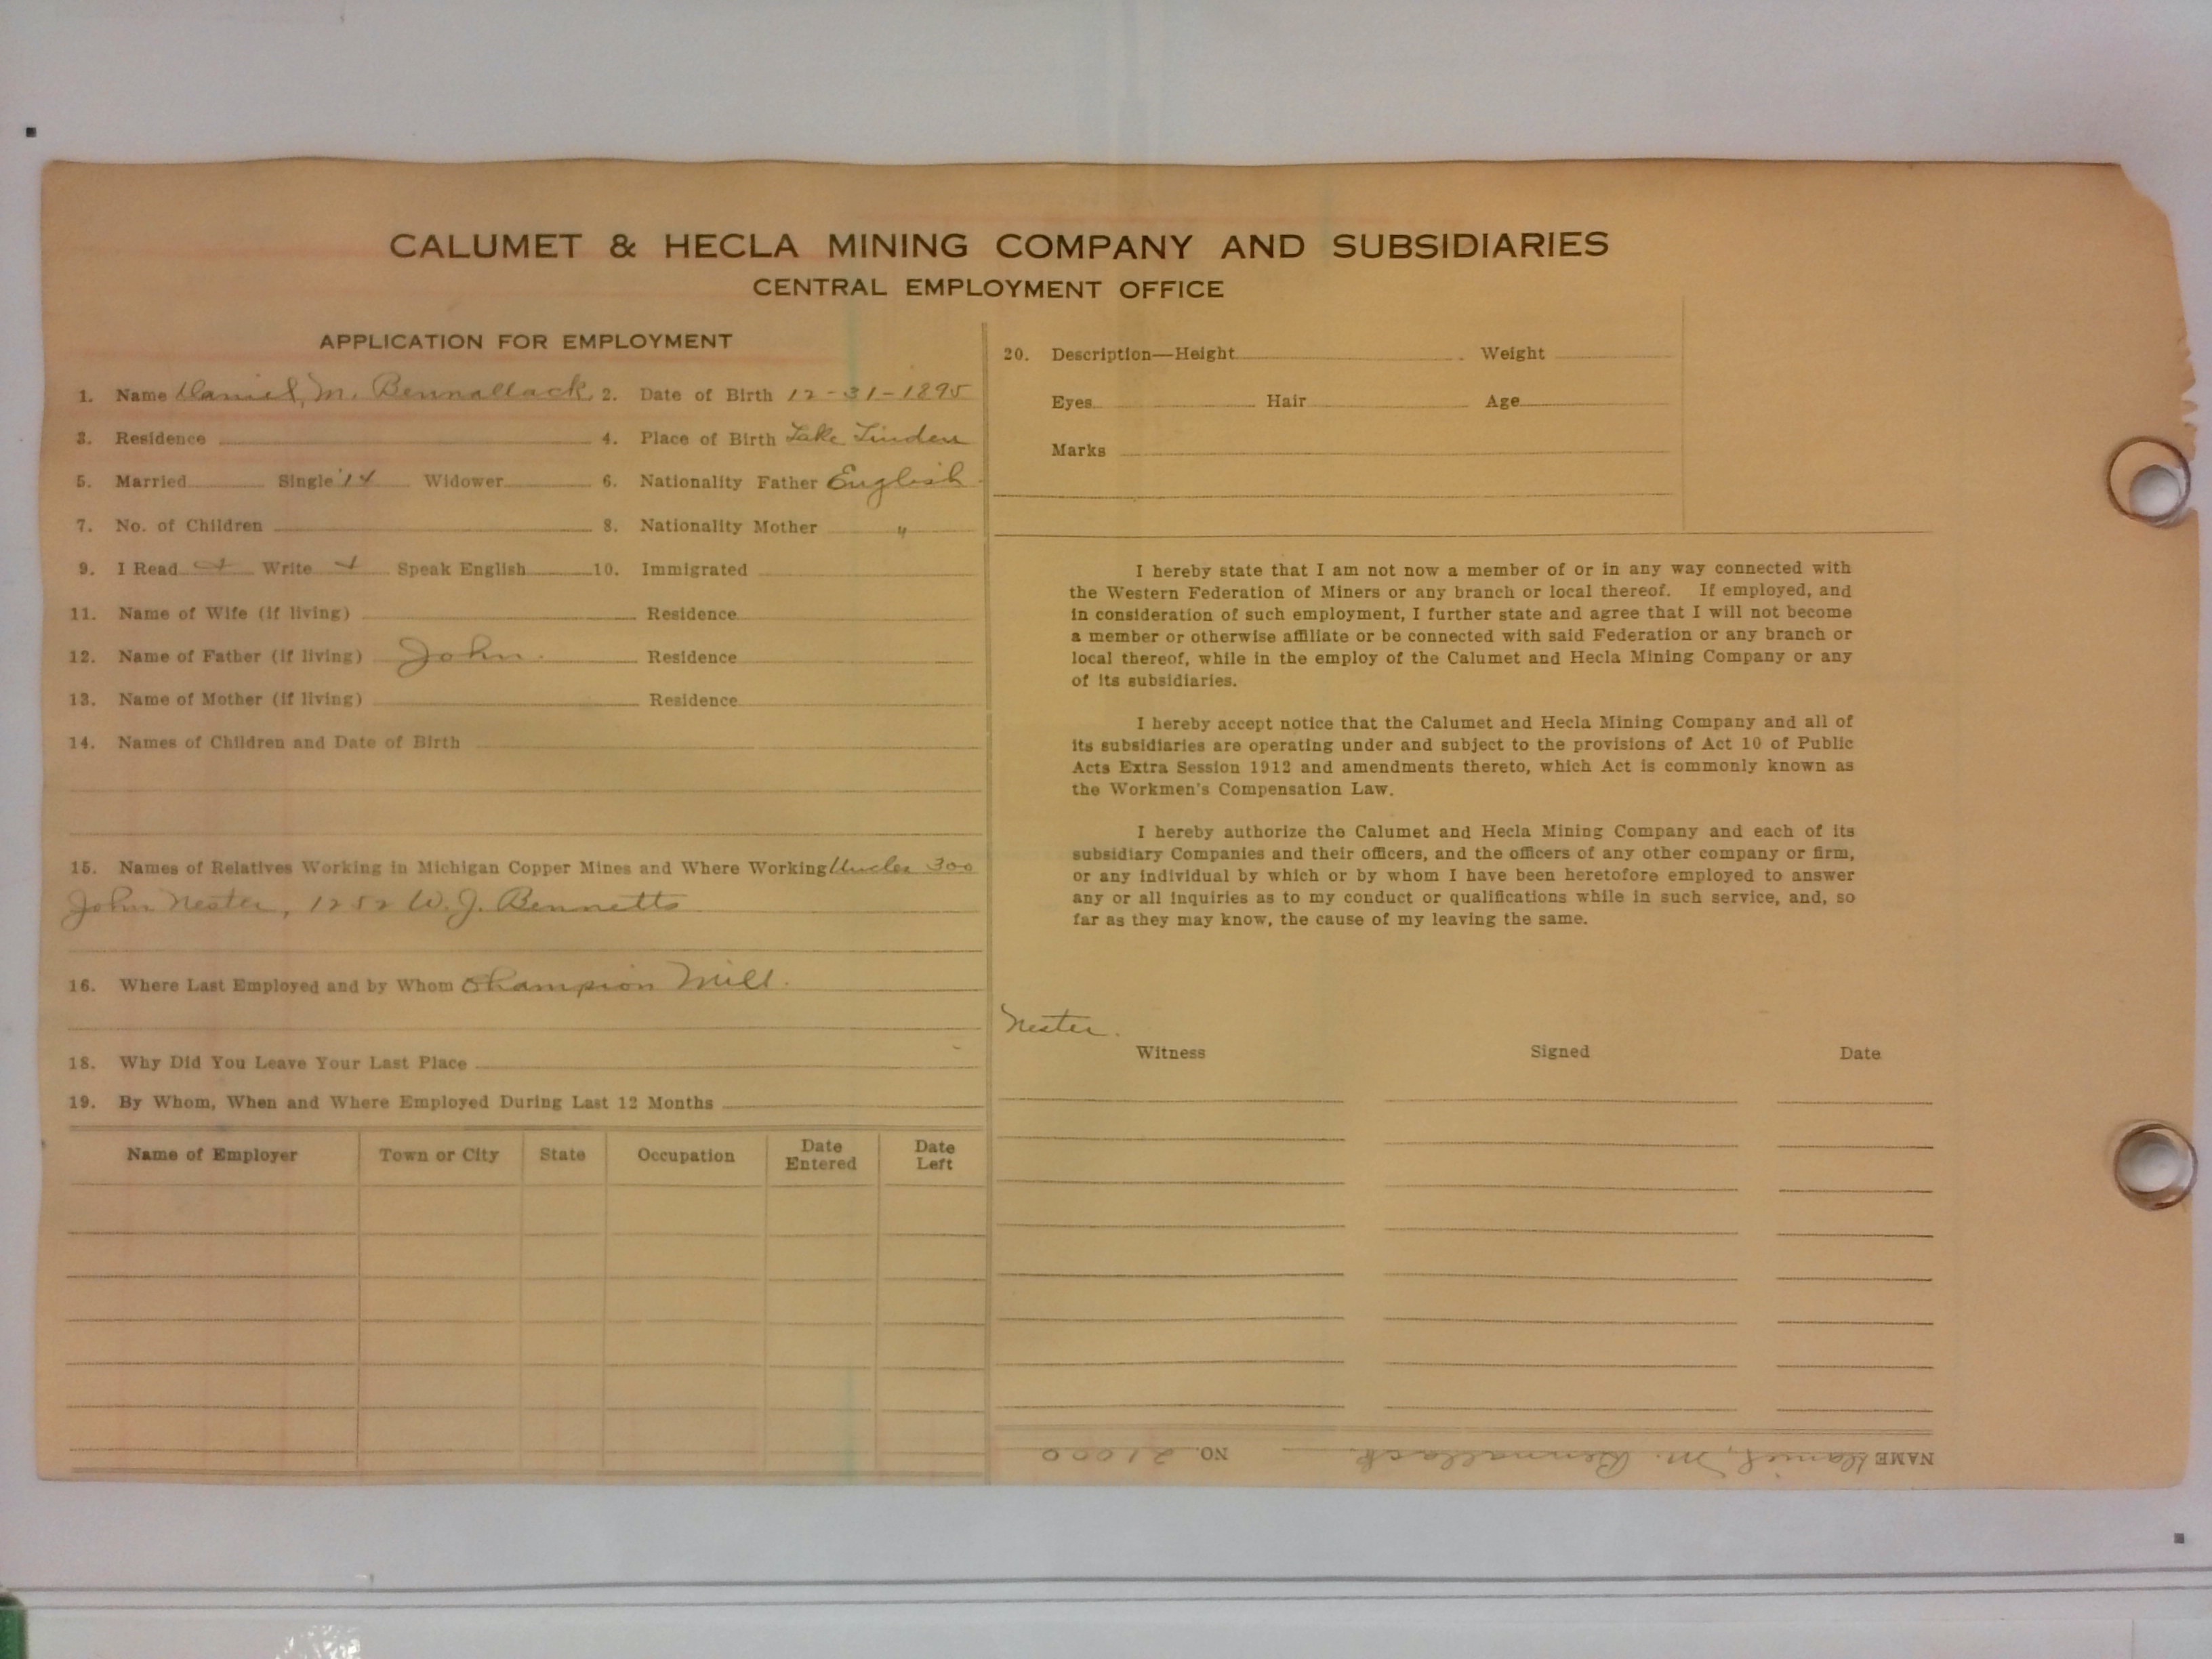 CALUMET & HECLA MINING COMPANY AND SUBSIDIARIES
CENTRAL EMPLOYMENT OFFICE
APPLICATION FOR EMPLOYMENT
1. Name Daniel, M. Bennallack. 2. Date of Birth 12-31-1895
3. Residence 4. Place of Birth Lake Linden
5. Married Single '14 Widower 6. Nationality Father English
7. No. of Children 8. Nationality Mother "
9. I Read Write Speak English 10. Immigrated
11. Name of Wife (if living) Residence
12. Name of Father (if living) John. Residence
13. Name of Mother (if living) Residence
14. Names of Children and Date of Birth
15. Names of Relatives Working in Michigan Copper Mines and Where Working Uncles 300
John Nester, 1252 W. J. Bennetts
16. Where Last Employed and by Whom Champion Mill.
18. Why Did You Leave Your Last Place
19. By Whom, When and Where Employed During Last 12 Months
Name of Employer Town or City State Occupation Date Entered Date Left
20. Description—Height Weight
Eyes Hair Age
Marks
I hereby state that I am not now a member of or in any way connected with
the Western Federation of Miners or any branch or local thereof. If employed, and
in consideration of such employment, I further state and agree that I will not become
a member or otherwise affiliate or be connected with said Federation or any branch or
local thereof, while in the employ of the Calumet and Hecla Mining Company or any
of its subsidiaries.
I hereby accept notice that the Calumet and Hecla Mining Company and all of
its subsidiaries are operating under and subject to the provisions of Act 10 of Public
Acts Extra Session 1912 and amendments thereto, which Act is commonly known as
the Workmen's Compensation Law.
I hereby authorize the Calumet and Hecla Mining Company and each of its
subsidiary Companies and their officers, and the officers of any other company or firm,
or any individual by which or by whom I have been heretofore employed to answer
any or all inquiries as to my conduct or qualifications while in such service, and, so
far as they may know, the cause of my leaving the same.
Nester.
Witness Signed Date
NAME Daniel, M. Bennallack. NO. 21000